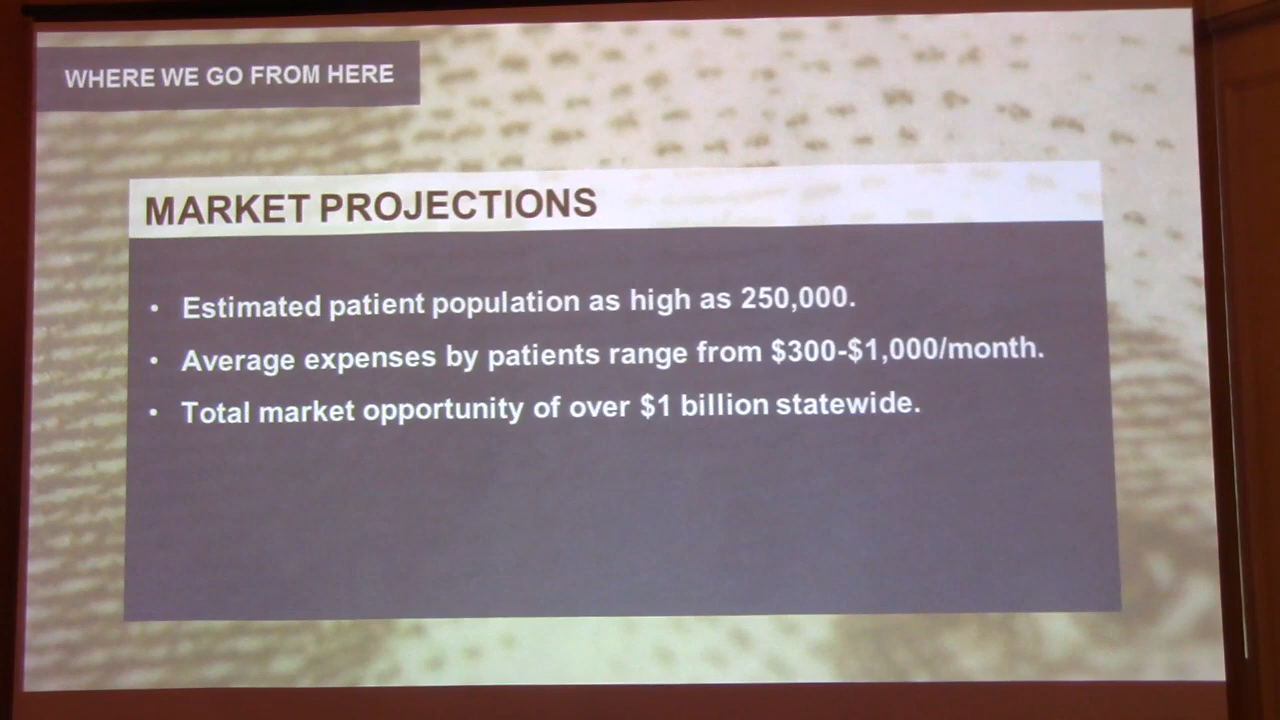 WHERE WE GO FROM HERE
MARKET PROJECTIONS
• Estimated patient population as high as 250,000.
• Average expenses by patients range from $300-$1,000/month.
• Total market opportunity of over $1 billion statewide.